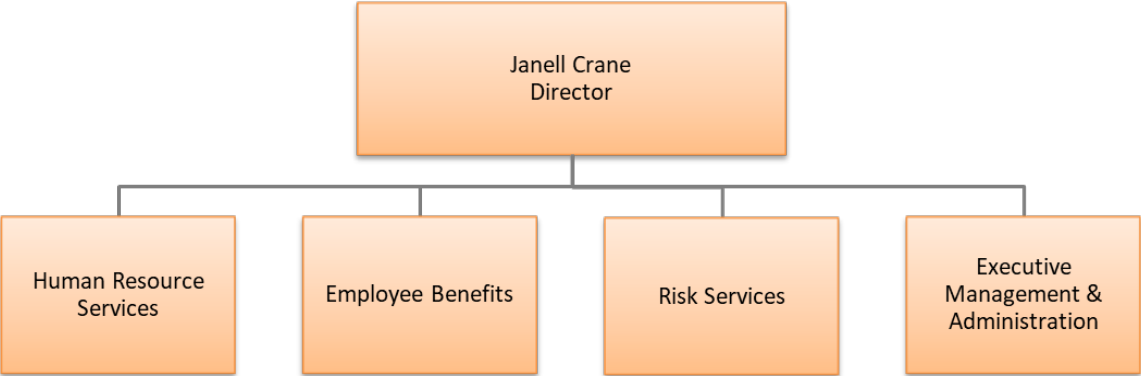 Janell Crane
Director
Human Resource
Services
Employee Benefits
Risk Services
Executive
Management &
Administration